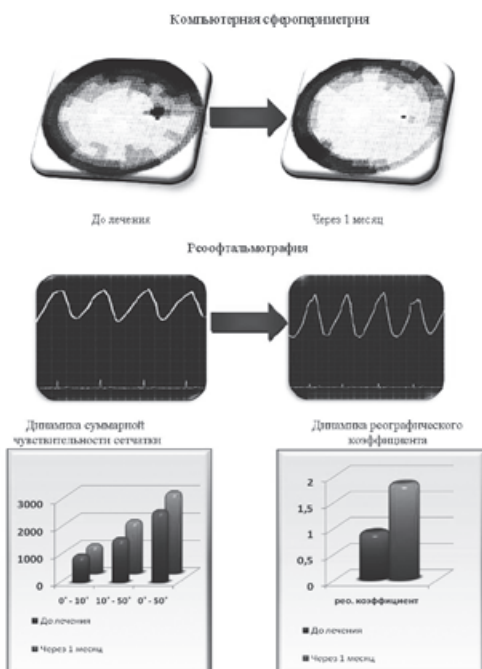 Компьютерная сферопериметрия
До лечения
Через 1 месяц
Реоофтальмография
Динамика суммарной
чувствительности сетчатки
3000
2000
1000
0
0˚ - 10˚ 10˚ - 50˚ 0˚ - 50˚
До лечения
Через 1 месяц
Динамика реографического
коэффициента
2
1,5
1
0,5
0
рео. коэффициент
До лечения
Через 1 месяц